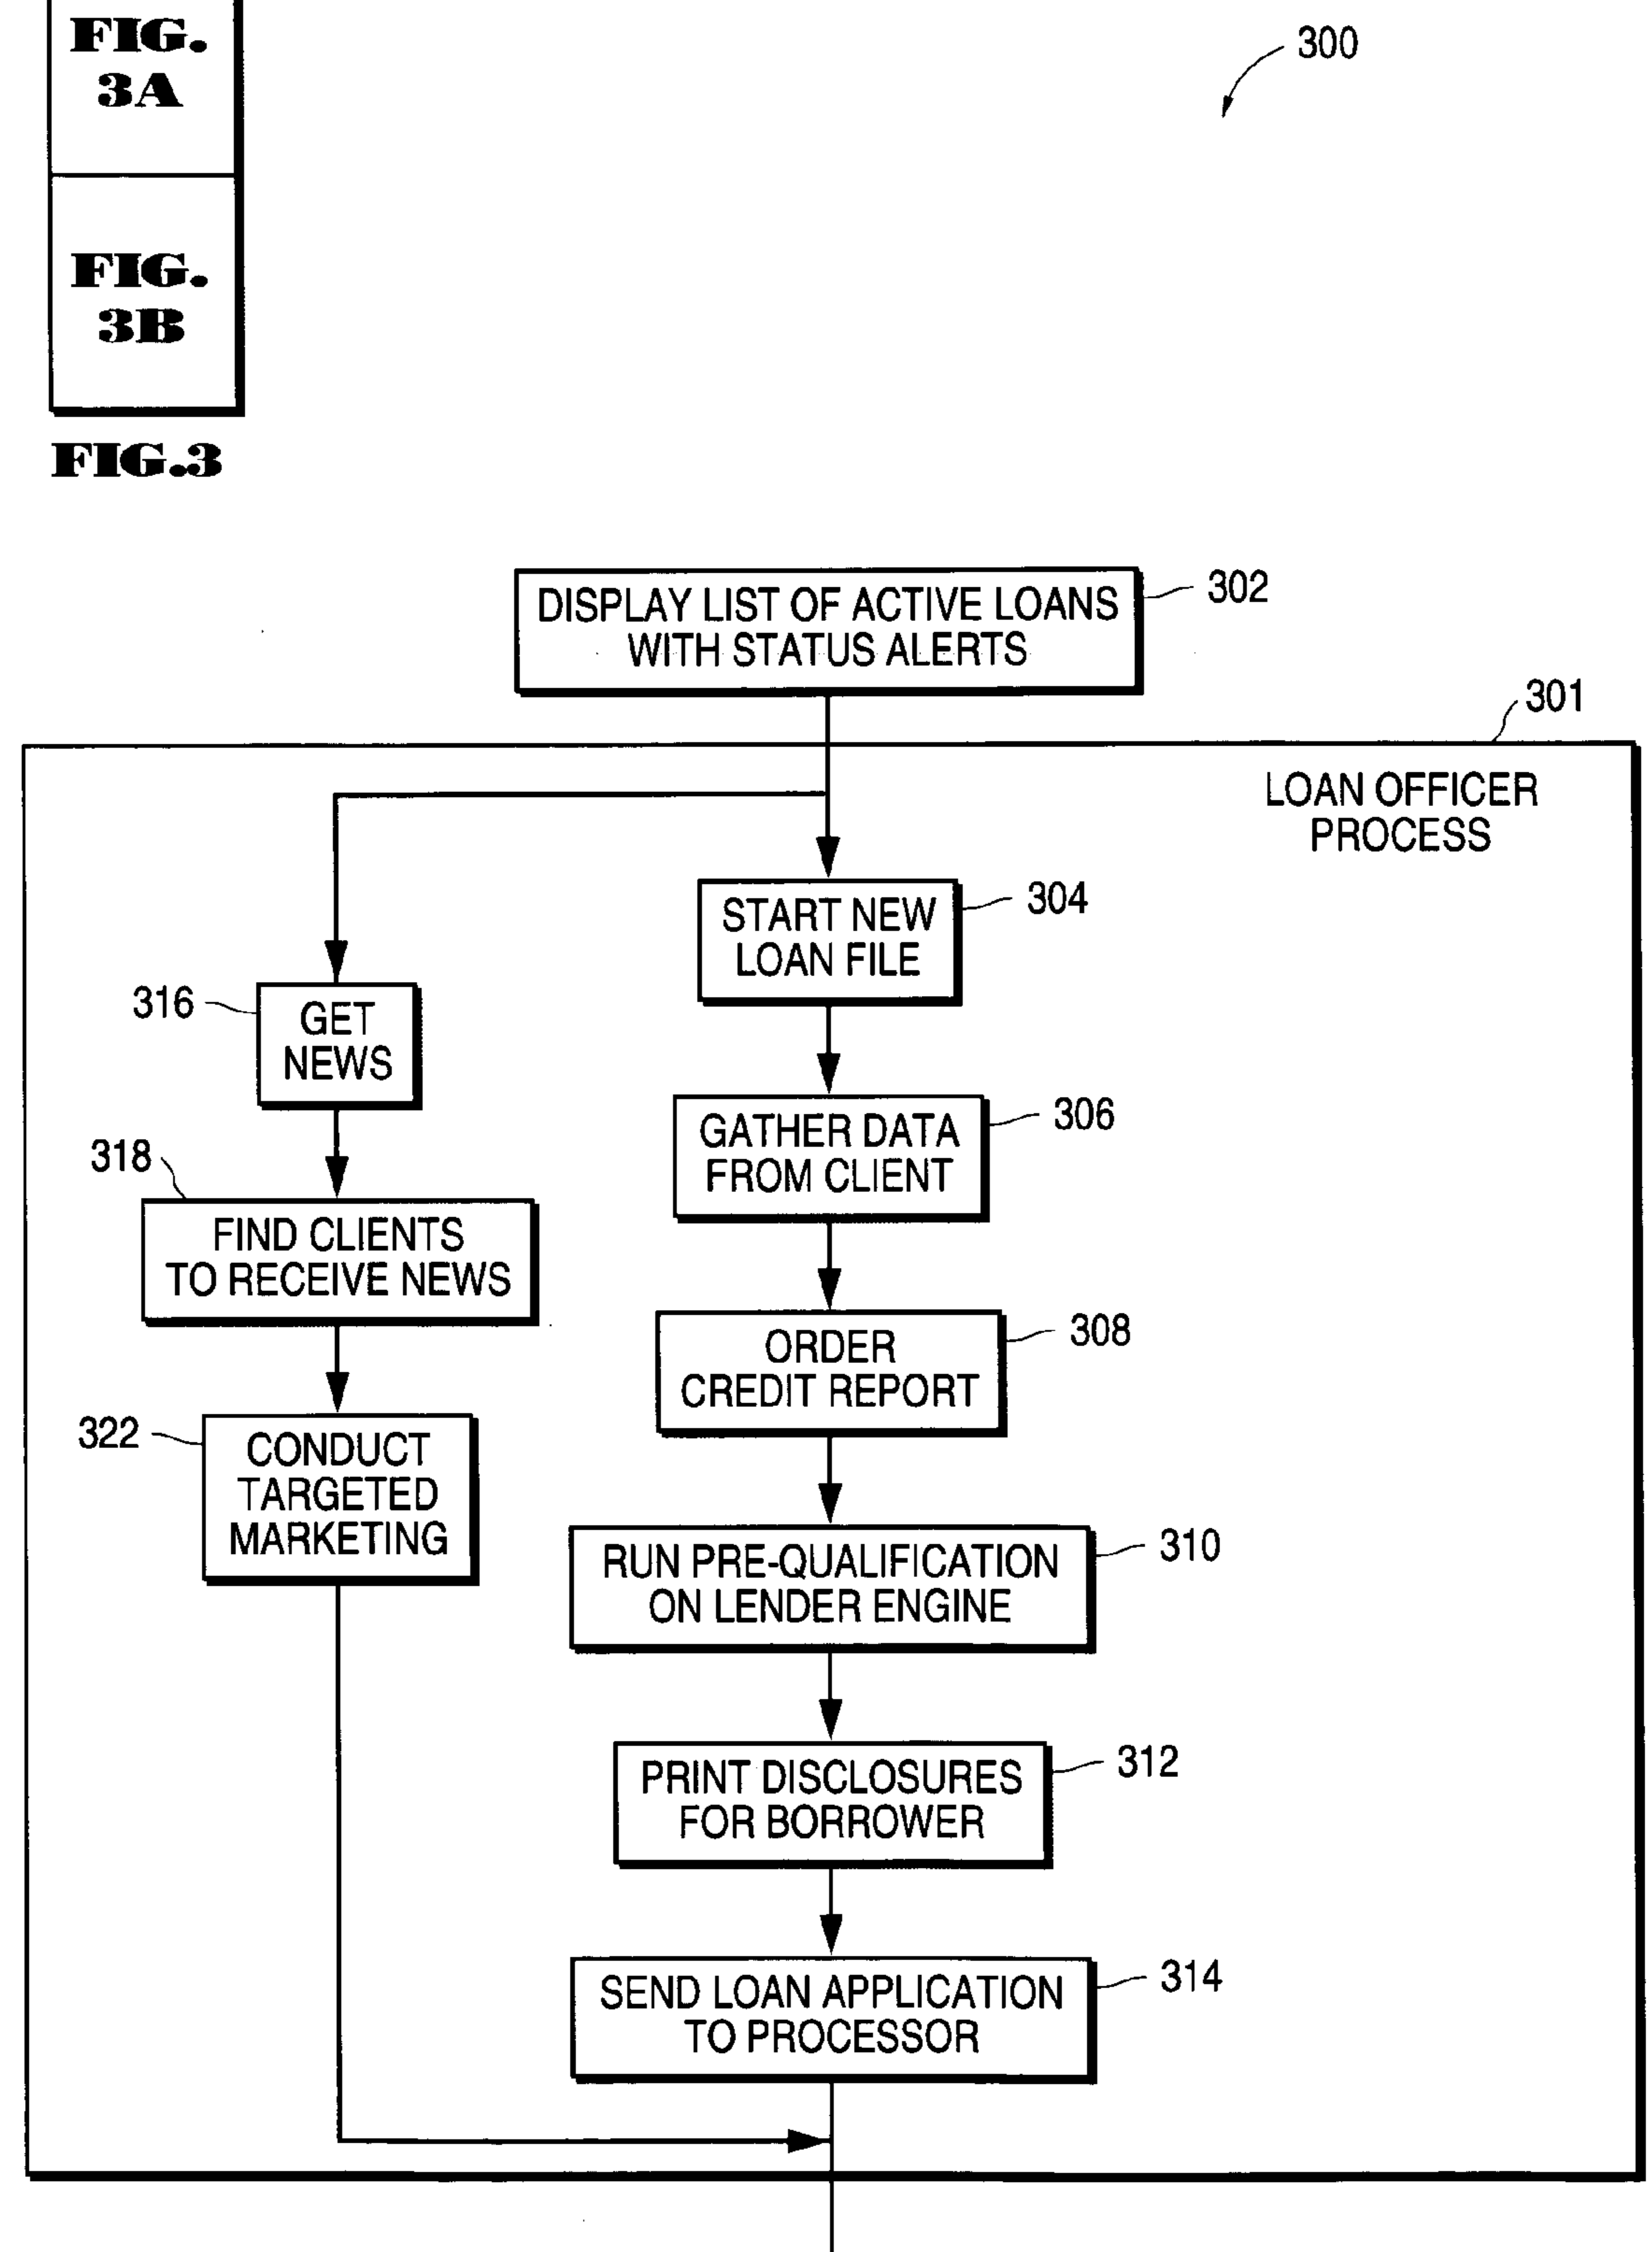 FIG.
3A
FIG.
3B
FIG.3
300
DISPLAY LIST OF ACTIVE LOANS
WITH STATUS ALERTS
302
301
LOAN OFFICER
PROCESS
START NEW
LOAN FILE
304
316
GET
NEWS
GATHER DATA
FROM CLIENT
306
318
FIND CLIENTS
TO RECEIVE NEWS
ORDER
CREDIT REPORT
308
322
CONDUCT
TARGETED
MARKETING
RUN PRE-QUALIFICATION
ON LENDER ENGINE
310
PRINT DISCLOSURES
FOR BORROWER
312
SEND LOAN APPLICATION
TO PROCESSOR
314